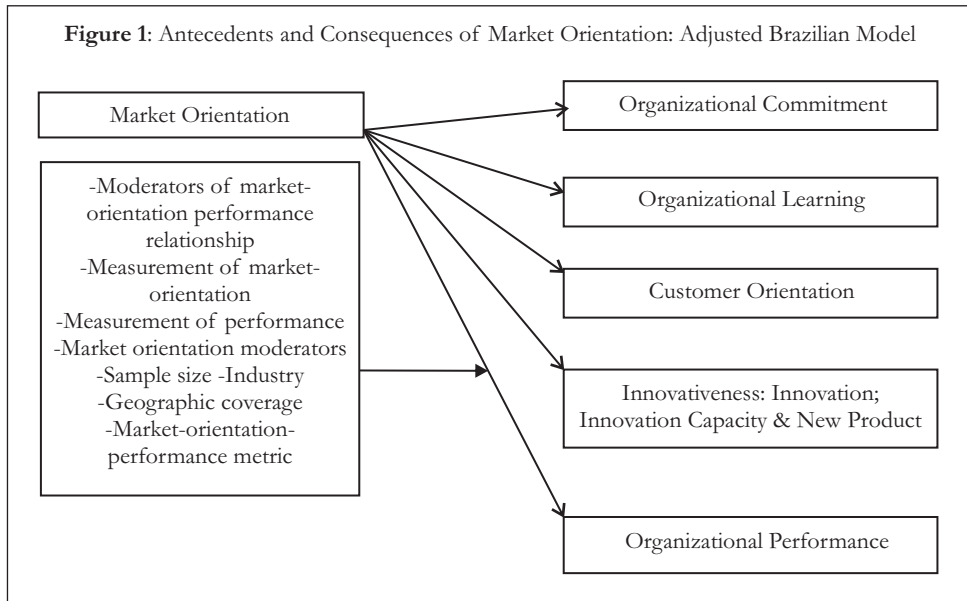 Figure 1: Antecedents and Consequences of Market Orientation: Adjusted Brazilian Model
Market Orientation
-Moderators of market-
orientation performance
relationship
-Measurement of market-
orientation
-Measurement of performance
-Market orientation moderators
-Sample size -Industry
-Geographic coverage
-Market-orientation-
performance metric
Organizational Commitment
Organizational Learning
Customer Orientation
Innovativeness: Innovation;
Innovation Capacity & New Product
Organizational Performance